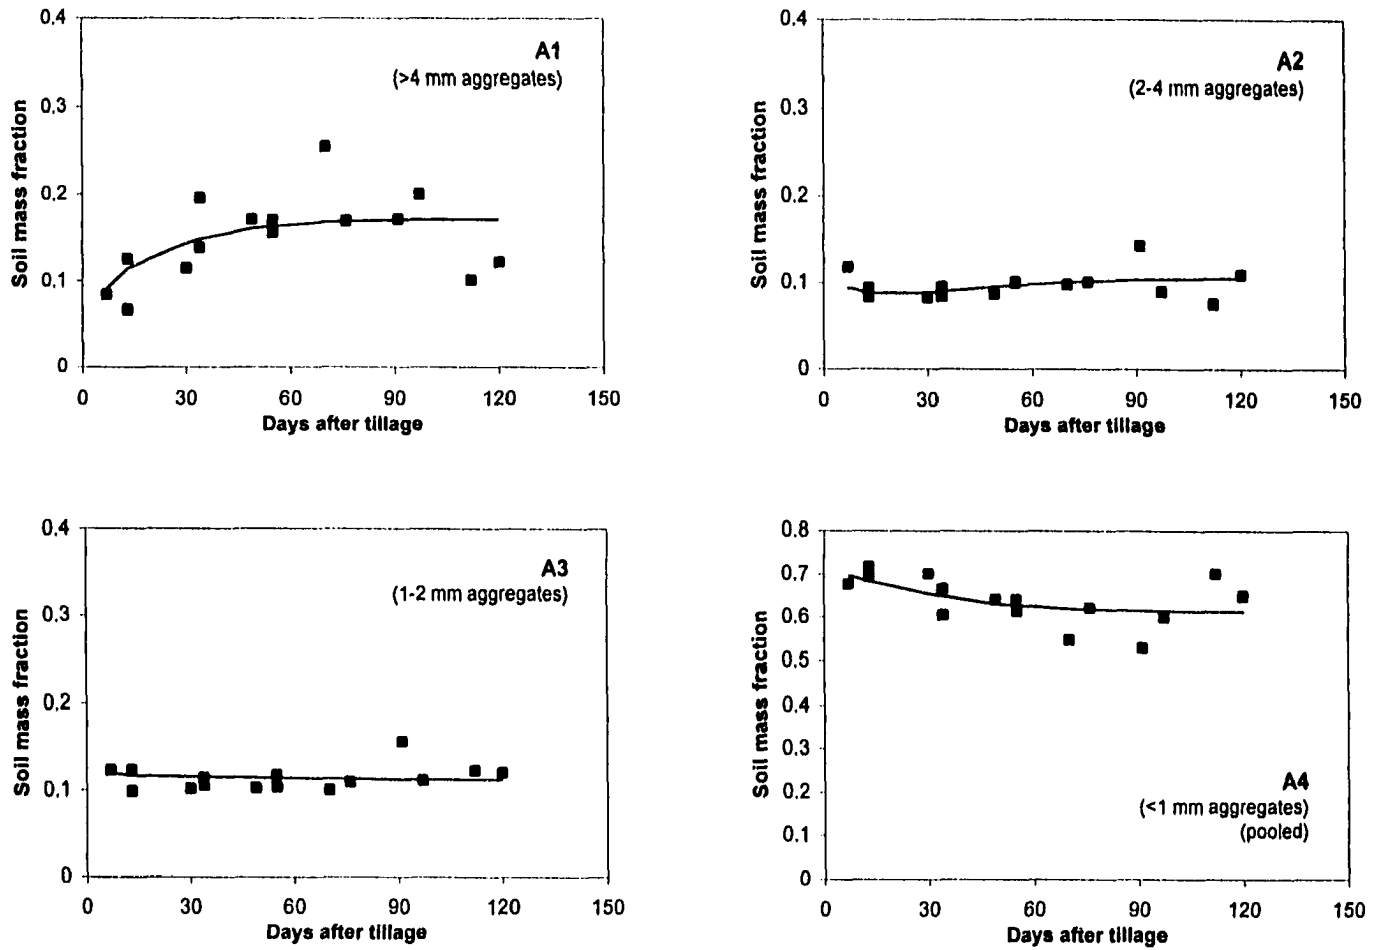 0.4
0.3
0.2
0.1
0
Soil mass fraction
A1
(>4 mm aggregates)
0 30 60 90 120 150
Days after tillage
0.4
0.3
0.2
0.1
0
Soil mass fraction
A2
(2-4 mm aggregates)
0 30 60 90 120 150
Days after tillage
0.4
0.3
0.2
0.1
0
Soil mass fraction
A3
(1-2 mm aggregates)
0 30 60 90 120 150
Days after tillage
0.8
0.7
0.6
0.5
0.4
0.3
0.2
0.1
0
Soil mass fraction
A4
(<1 mm aggregates)
(pooled)
0 30 60 90 120 150
Days after tillage